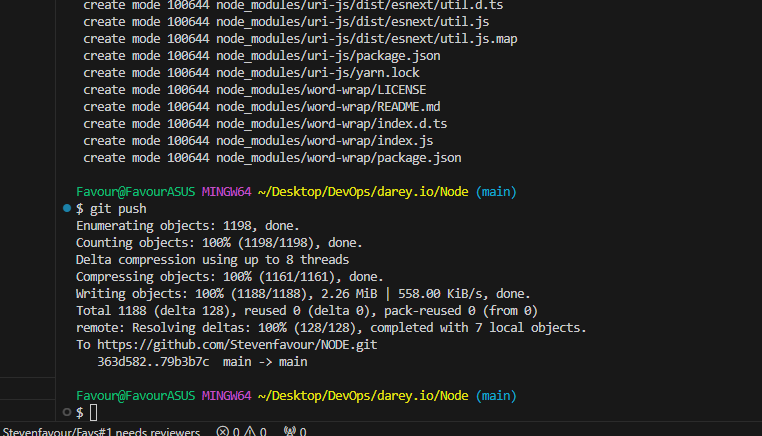 create mode 100644 node_modules/uri-js/dist/esnext/util.d.ts
create mode 100644 node_modules/uri-js/dist/esnext/util.js
create mode 100644 node_modules/uri-js/dist/esnext/util.js.map
create mode 100644 node_modules/uri-js/package.json
create mode 100644 node_modules/uri-js/yarn.lock
create mode 100644 node_modules/word-wrap/LICENSE
create mode 100644 node_modules/word-wrap/README.md
create mode 100644 node_modules/word-wrap/index.d.ts
create mode 100644 node_modules/word-wrap/index.js
create mode 100644 node_modules/word-wrap/package.json
Favour@FavourASUS MINGW64 ~/Desktop/DevOps/darey.io/Node (main)
$ git push
Enumerating objects: 1198, done.
Counting objects: 100% (1198/1198), done.
Delta compression using up to 8 threads
Compressing objects: 100% (1161/1161), done.
Writing objects: 100% (1188/1188), 2.26 MiB | 558.00 KiB/s, done.
Total 1188 (delta 128), reused 0 (delta 0), pack-reused 0 (from 0)
remote: Resolving deltas: 100% (128/128), completed with 7 local objects.
To https://github.com/Stevenfavour/NODE.git
363d582..79b3b7c main -> main
Favour@FavourASUS MINGW64 ~/Desktop/DevOps/darey.io/Node (main)
$
Stevenfavour/Favs#1 needs reviewers 0 0 0